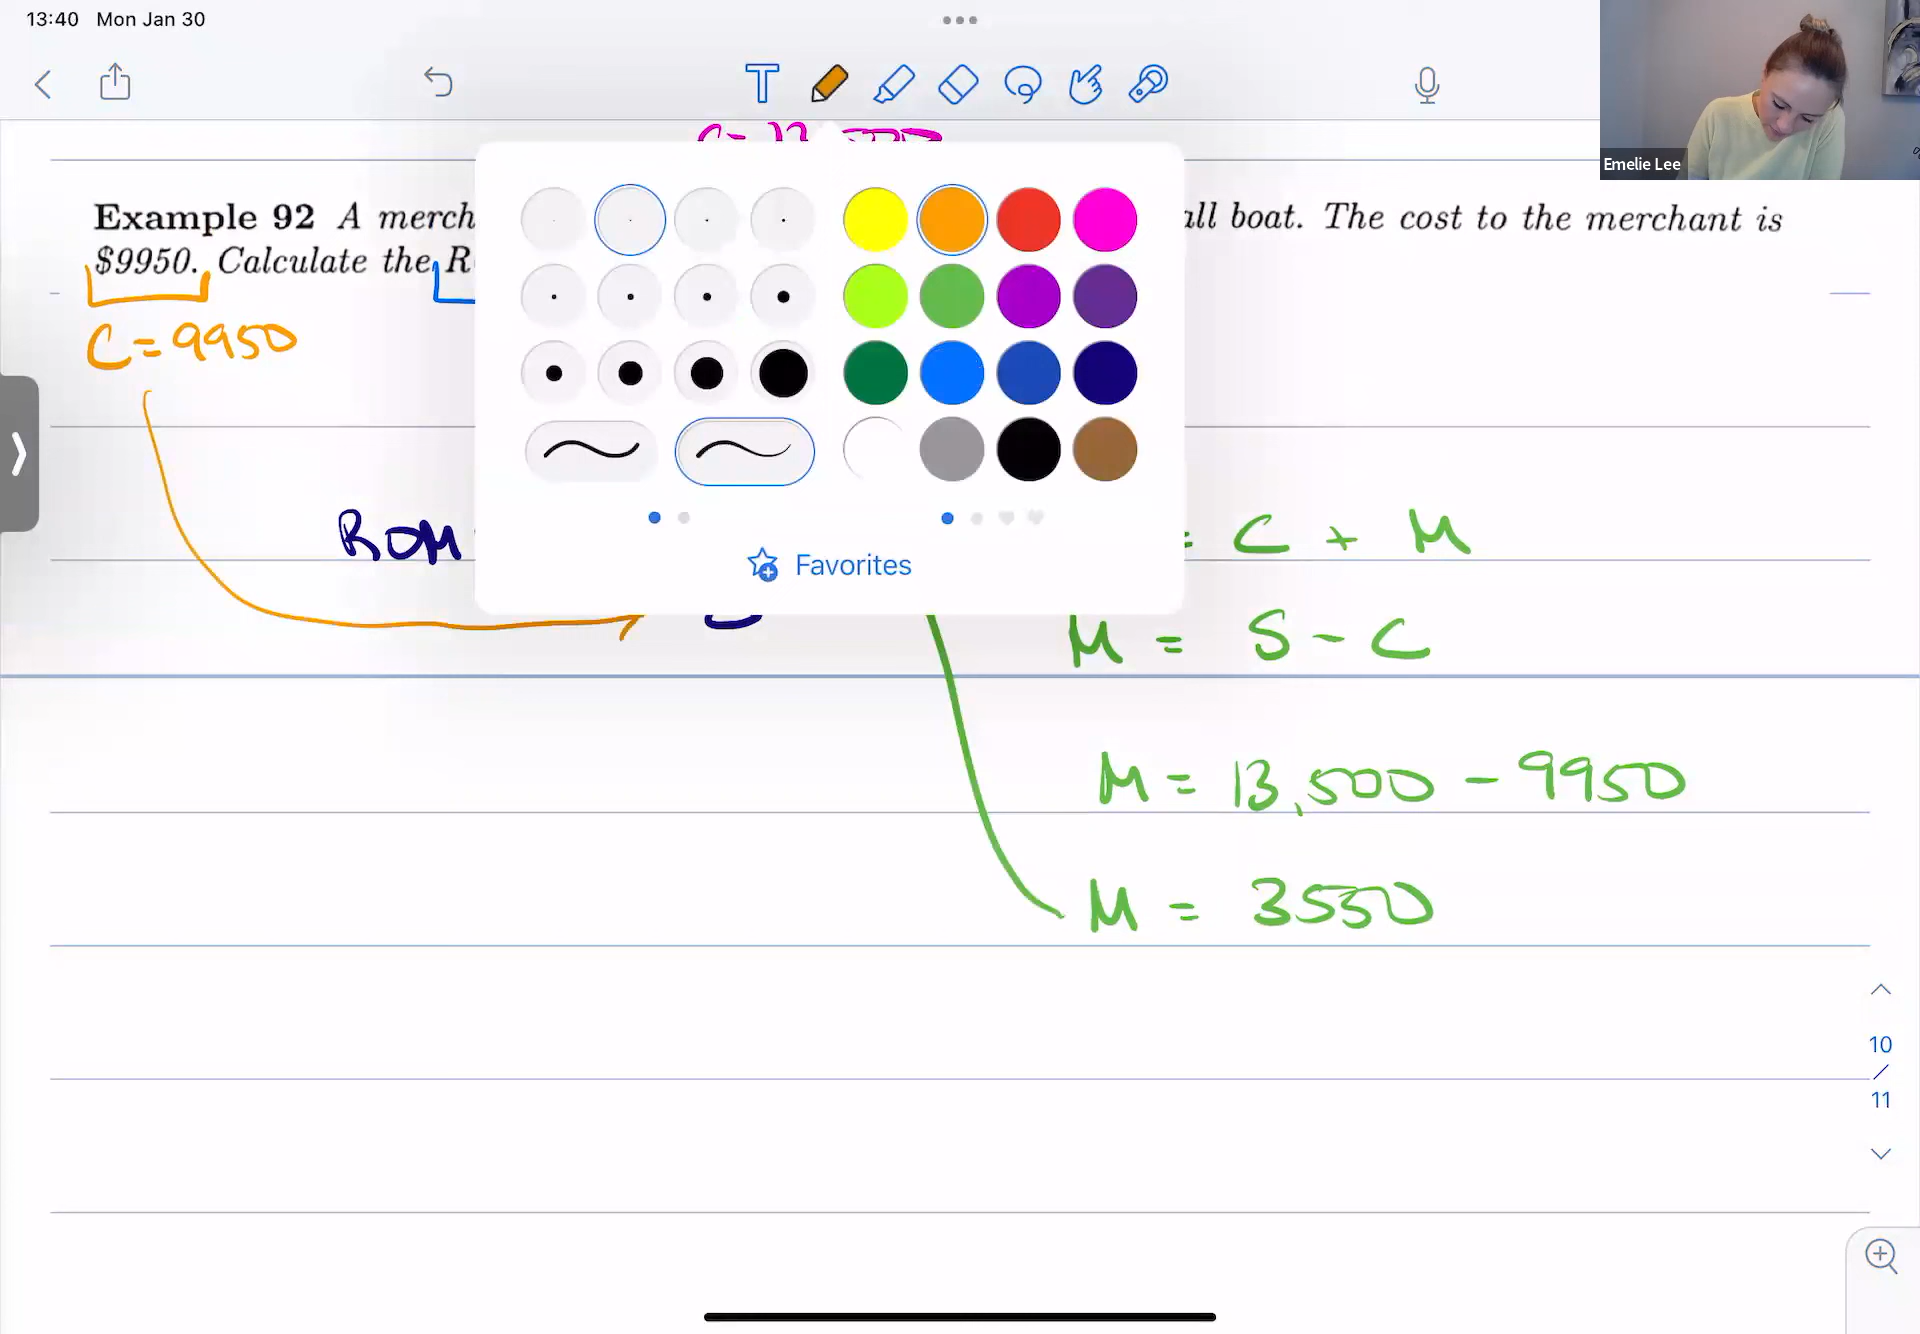 13:40 Mon Jan 30
T
Emelie Lee
Example 92 A merch
all boat. The cost to the merchant is
$9950. Calculate the R
C = 9950
ROM
= C + M
Favorites
M = S - C
M = 13,500 - 9950
M = 3550
10
/
11